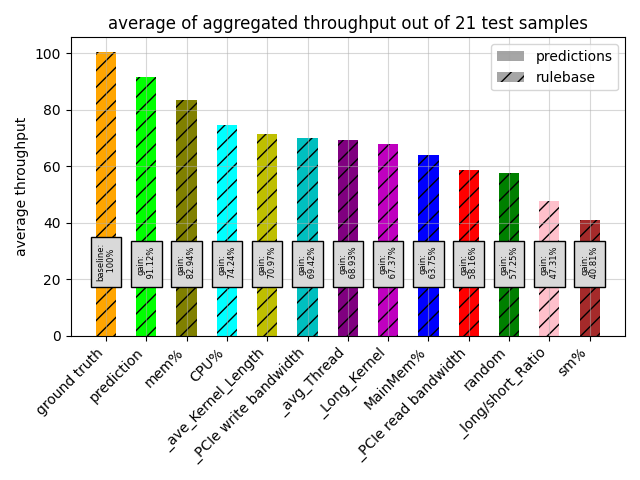 average of aggregated throughput out of 21 test samples
average throughput
100
80
60
40
20
0
predictions
rulebase
baseline:
100%
gain:
91.12%
gain:
82.94%
gain:
74.24%
gain:
70.97%
gain:
69.42%
gain:
68.93%
gain:
67.37%
gain:
63.75%
gain:
58.16%
gain:
57.25%
gain:
47.31%
gain:
40.81%
ground truth
prediction
mem%
CPU%
_ave_Kernel_Length
_PCIe write bandwidth
_avg_Thread
_Long_Kernel
MainMem%
_PCIe read bandwidth
random
_long/short_Ratio
sm%